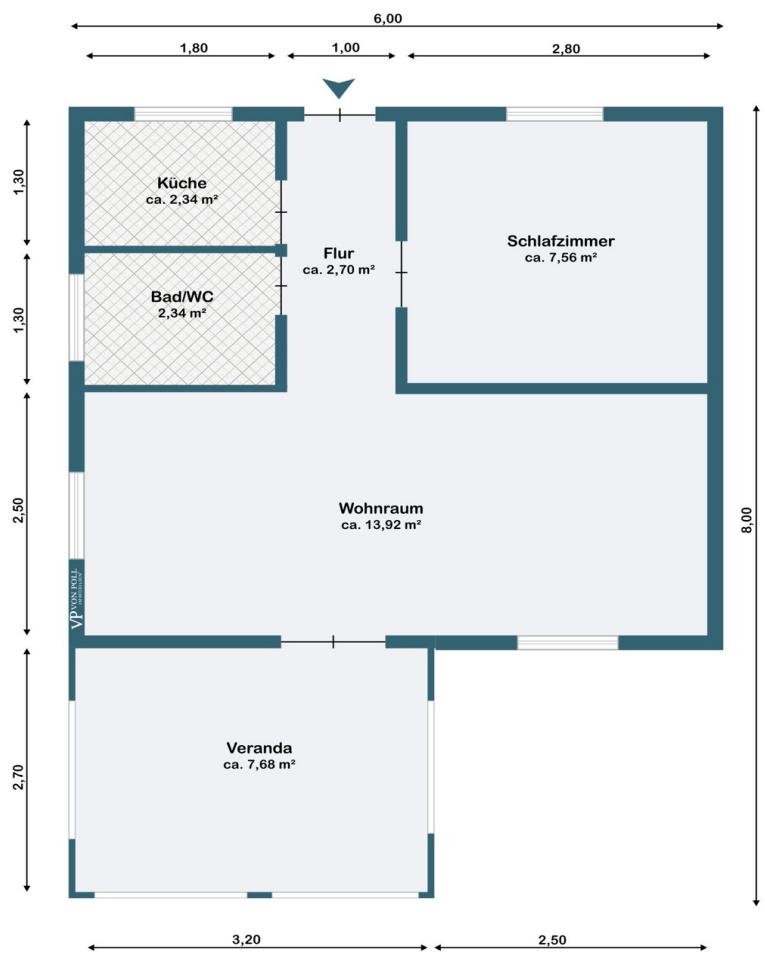 6,00
1,80
1,00
2,80
Küche
ca. 2,34 m²
1,30
Flur
ca. 2,70 m²
Schlafzimmer
ca. 7,56 m²
Bad/WC
2,34 m²
1,30
Wohnraum
ca. 13,92 m²
2,50
8,00
VP VON POLL
Veranda
ca. 7,68 m²
2,70
3,20
2,50